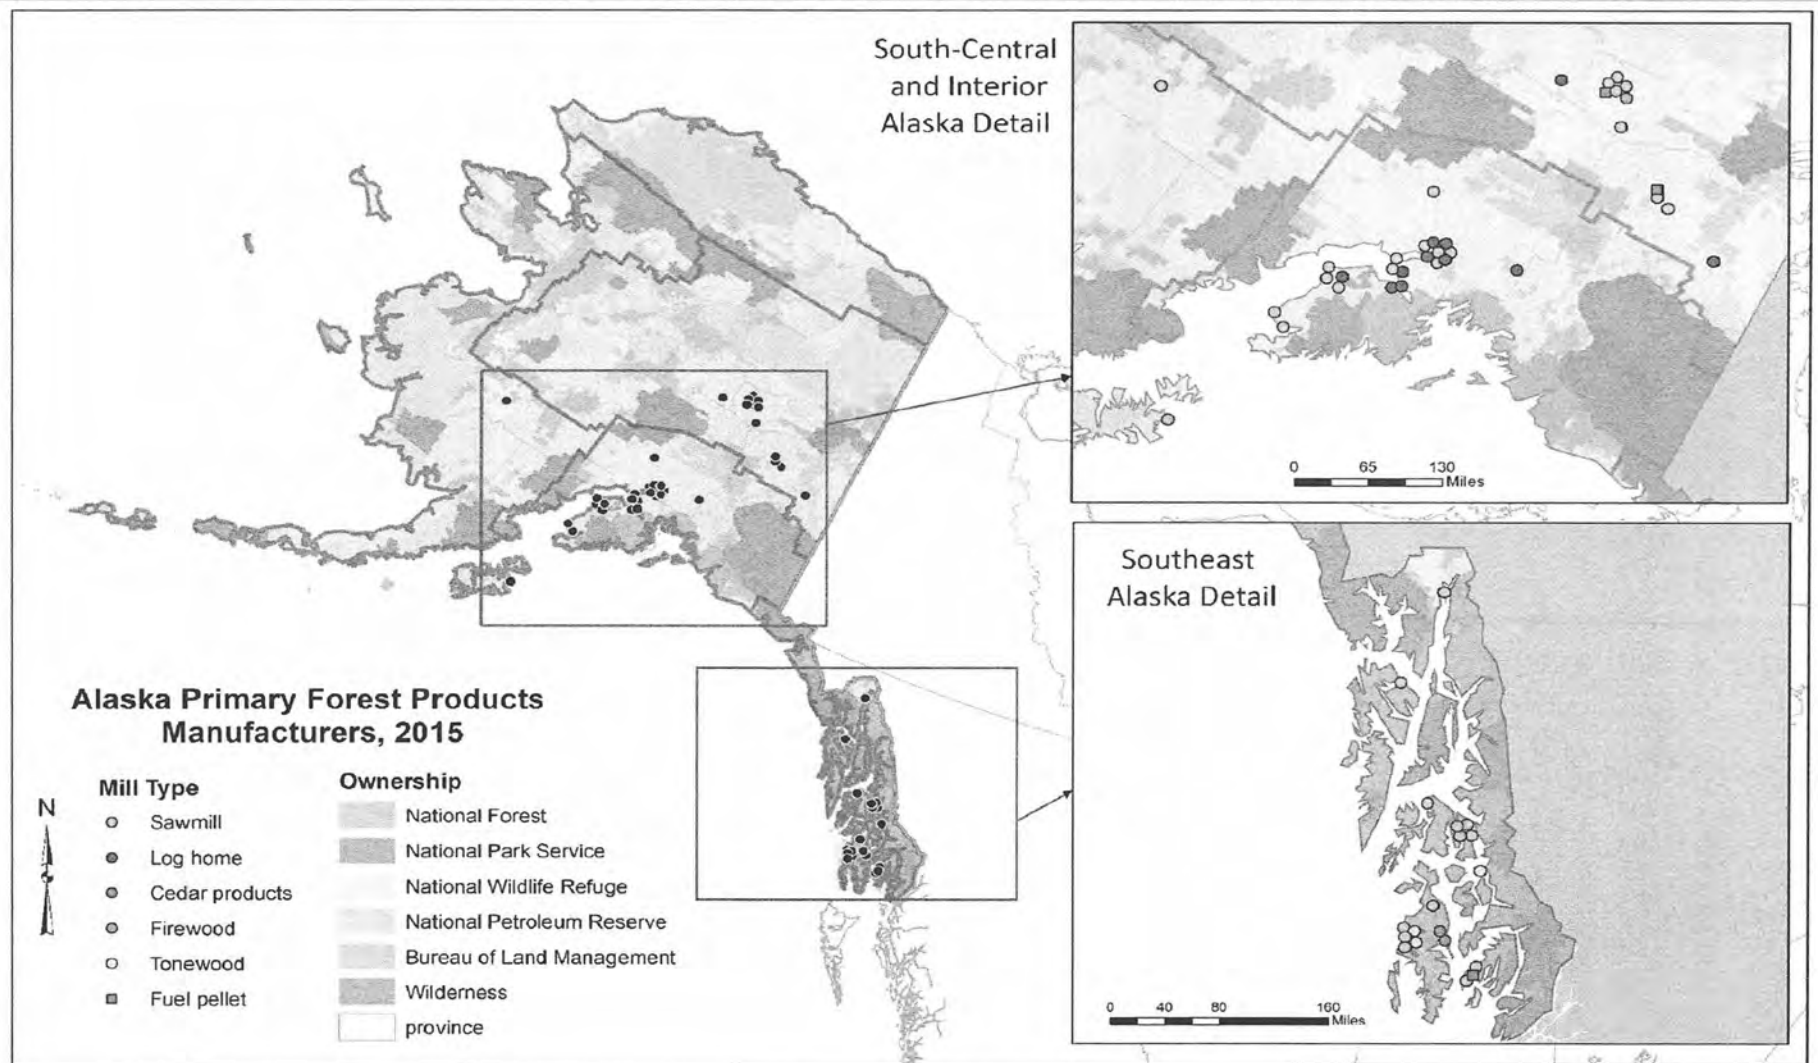 South-Central
and Interior
Alaska Detail
0 65 130
Miles
Southeast
Alaska Detail
0 40 80 160
Miles
Alaska Primary Forest Products
Manufacturers, 2015
N
Mill Type
Sawmill
Log home
Cedar products
Firewood
Tonewood
Fuel pellet
Ownership
National Forest
National Park Service
National Wildlife Refuge
National Petroleum Reserve
Bureau of Land Management
Wilderness
province